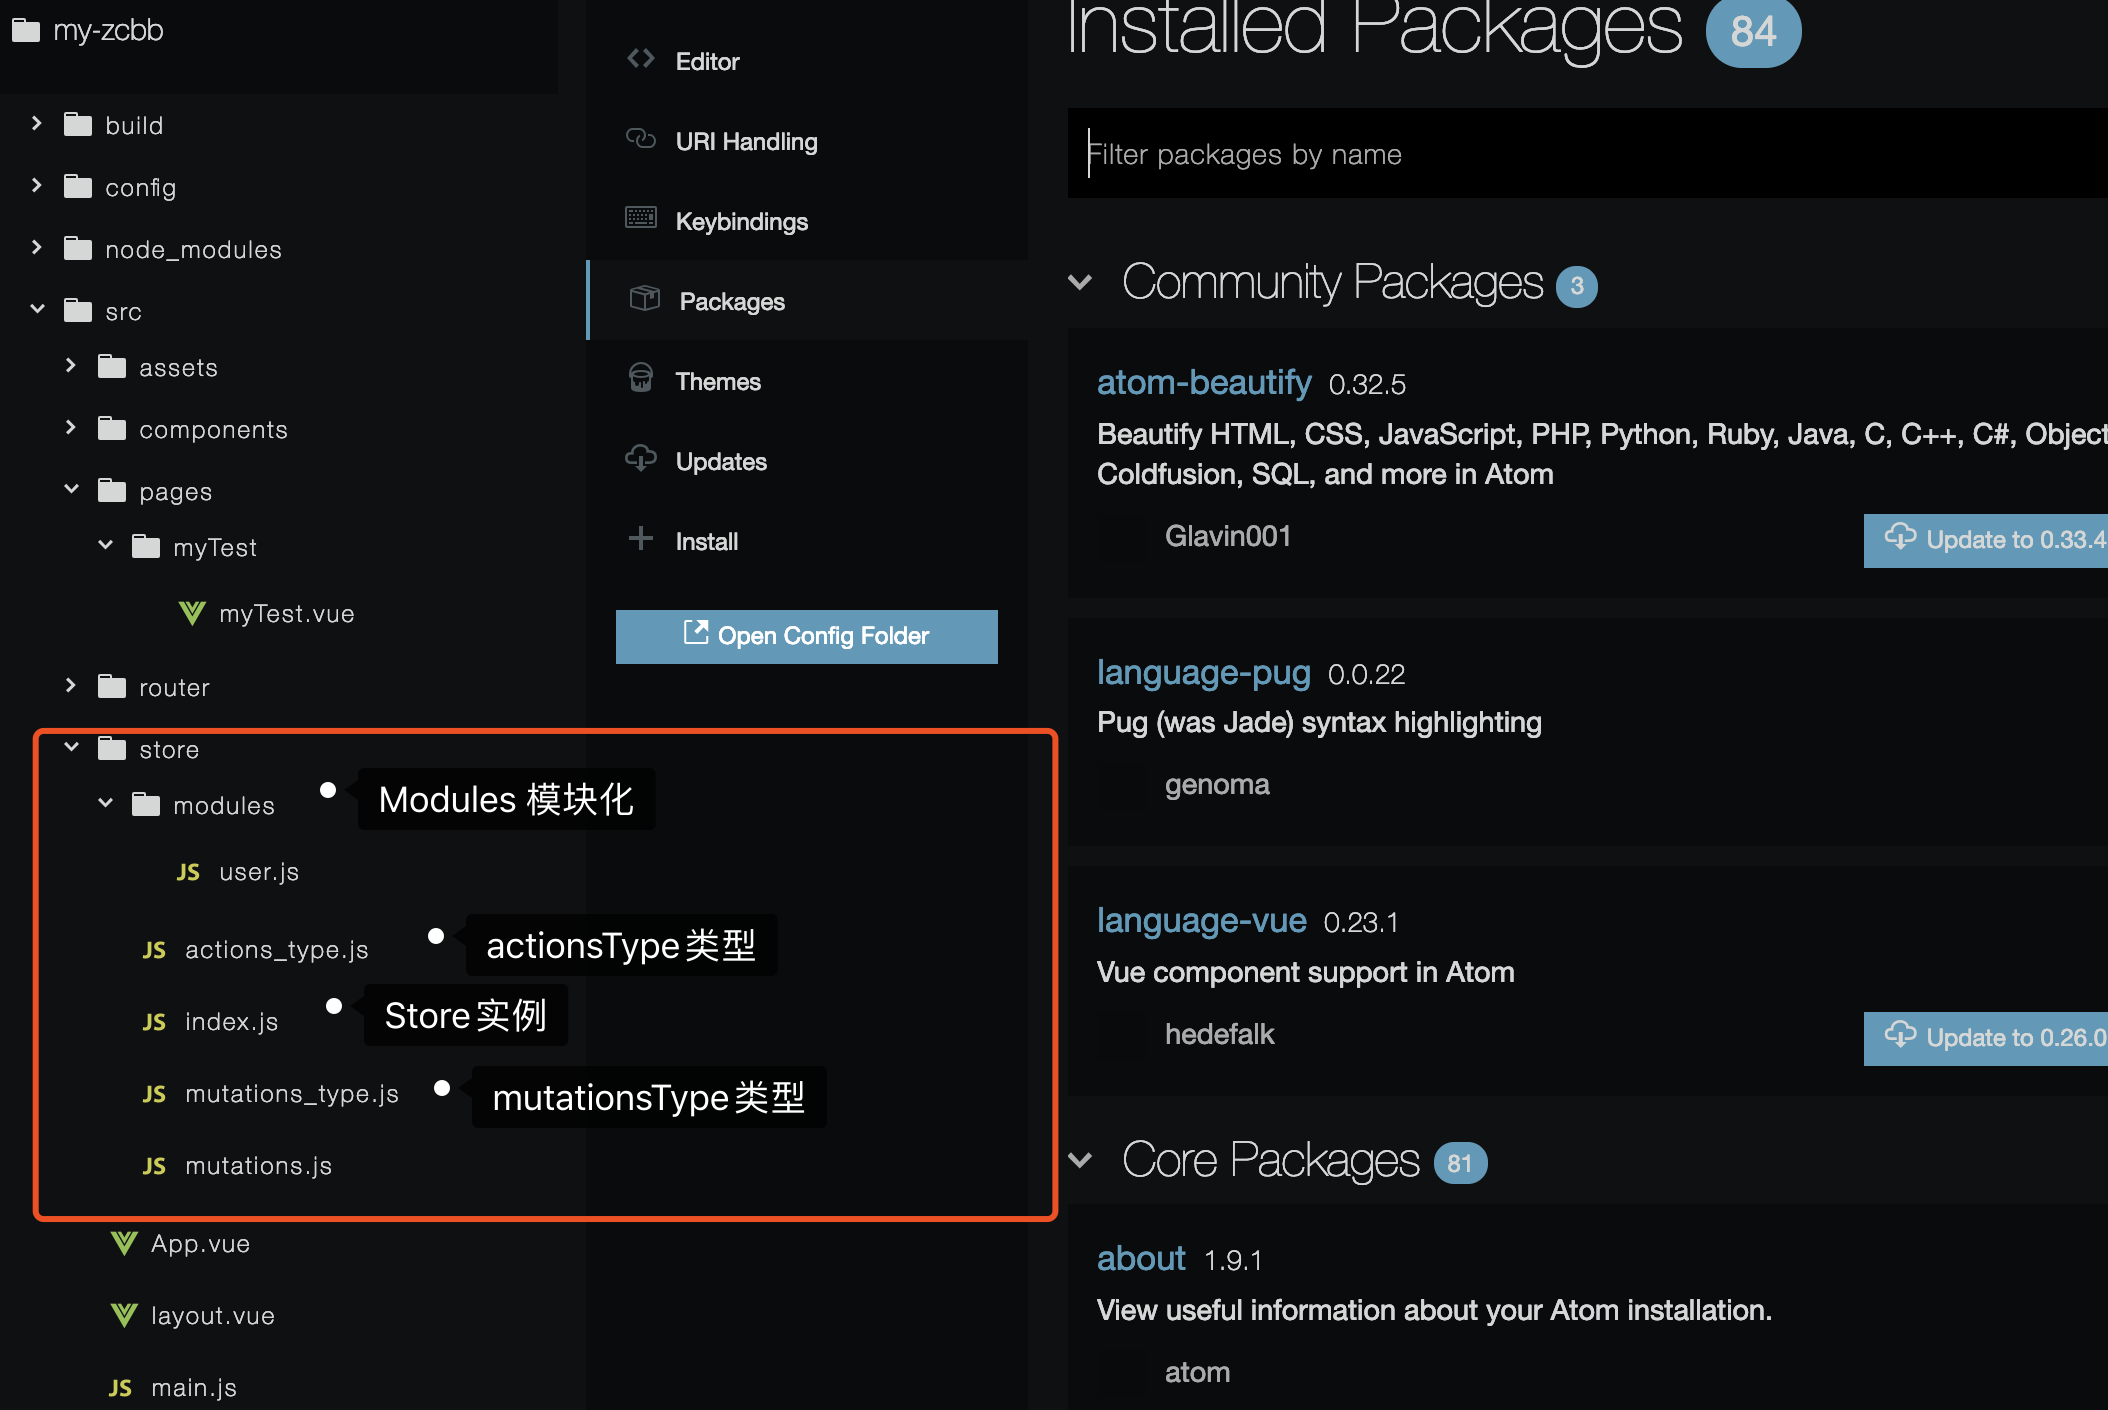 my-zcbb
build
config
node_modules
src
assets
components
pages
myTest
myTest.vue
router
store
modules
Modules 模块化
JS user.js
JS actions_type.js
actionsType类型
JS index.js
Store实例
JS mutations_type.js
mutationsType类型
JS mutations.js
App.vue
layout.vue
JS main.js
Editor
URI Handling
Keybindings
Packages
Themes
Updates
Install
Open Config Folder
Installed Packages 84
Filter packages by name
Community Packages 3
atom-beautify 0.32.5
Beautify HTML, CSS, JavaScript, PHP, Python, Ruby, Java, C, C++, C#, Object
Coldfusion, SQL, and more in Atom
Glavin001
Update to 0.33.4
language-pug 0.0.22
Pug (was Jade) syntax highlighting
genoma
language-vue 0.23.1
Vue component support in Atom
hedefalk
Update to 0.26.0
Core Packages 81
about 1.9.1
View useful information about your Atom installation.
atom